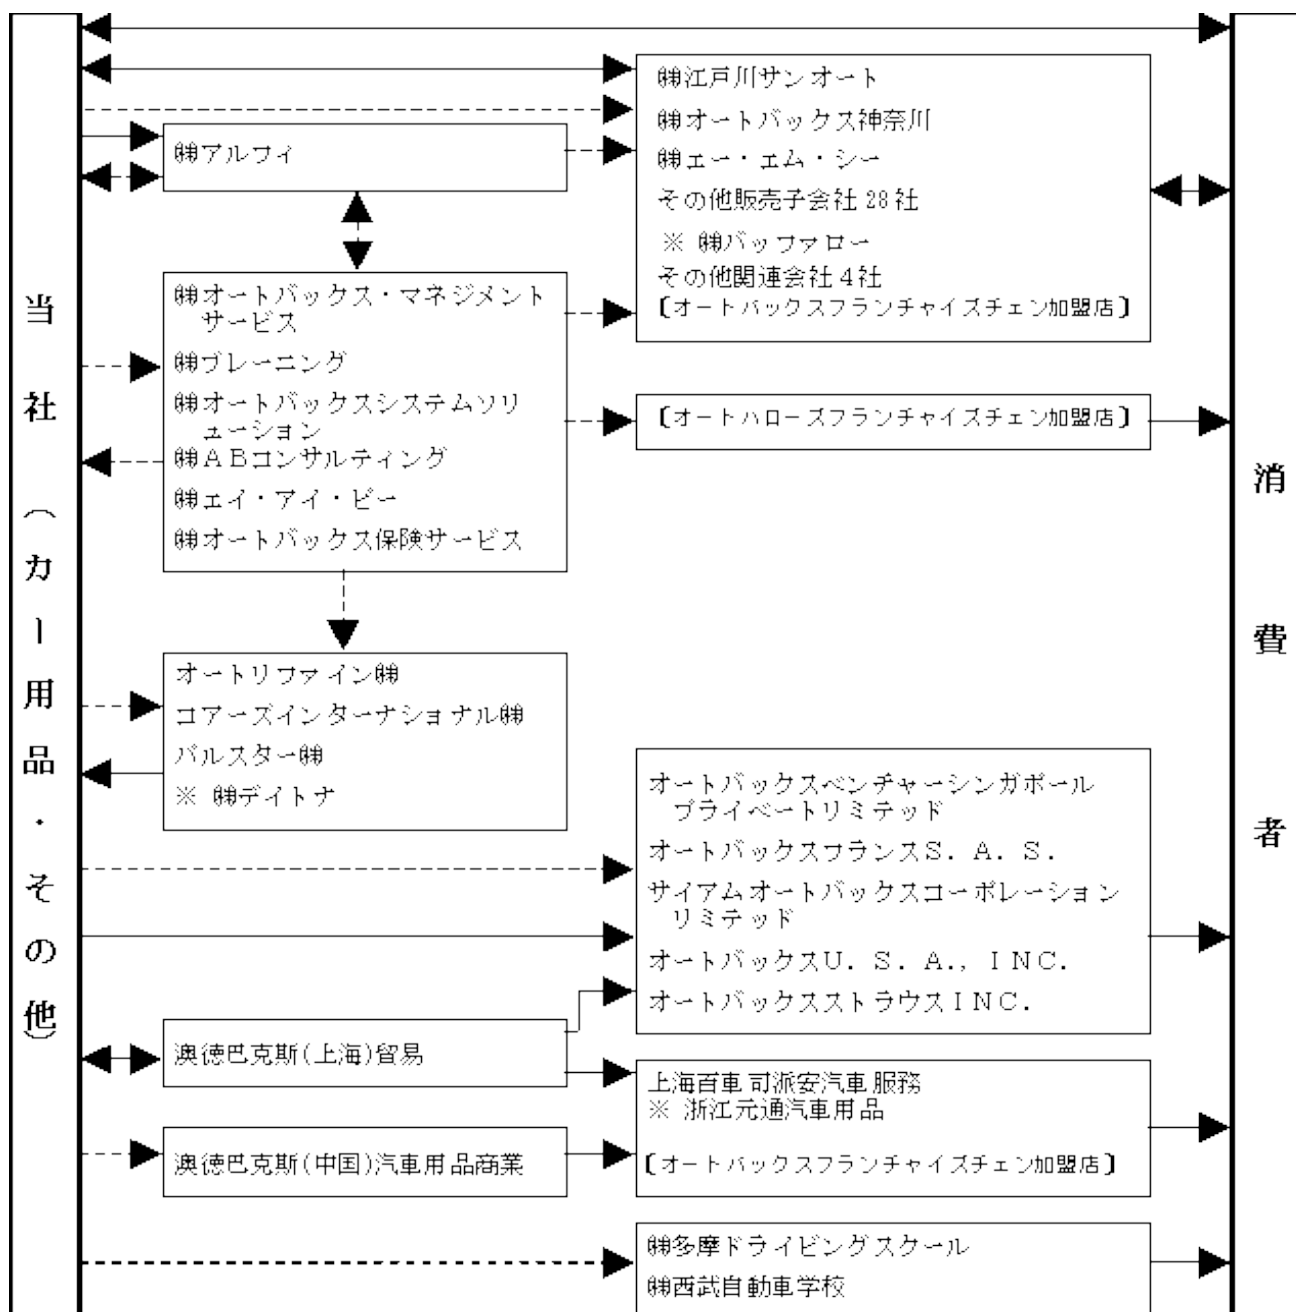 当社（カー用品・その他）
㈱江戸川サンオート
㈱オートバックス神奈川
㈱エー・エム・シー
その他販売子会社 28社
※ ㈱バッファロー
その他関連会社 4社
〔オートバックスフランチャイズチェン加盟店〕
㈱アルフィ
㈱オートバックス・マネジメント
サービス
㈱ブレーニング
㈱オートバックスシステムソリ
ューション
㈱ＡＢコンサルティング
㈱エイ・アイ・ビー
㈱オートバックス保険サービス
〔オートハローズフランチャイズチェン加盟店〕
オートリファイン㈱
コアーズインターナショナル㈱
パルスター㈱
※ ㈱デイトナ
オートバックスベンチャーシンガポール
プライベートリミテッド
オートバックスフランスＳ．Ａ．Ｓ．
サイアムオートバックスコーポレーション
リミテッド
オートバックスＵ．Ｓ．Ａ．，ＩＮＣ．
オートバックスストラウスＩＮＣ．
澳徳巴克斯(上海)貿易
上海百車司派安汽車服務
※ 浙江元通汽車用品
〔オートバックスフランチャイズチェン加盟店〕
澳徳巴克斯(中国)汽車用品商業
㈱多摩ドライビングスクール
㈱西武自動車学校
消費者